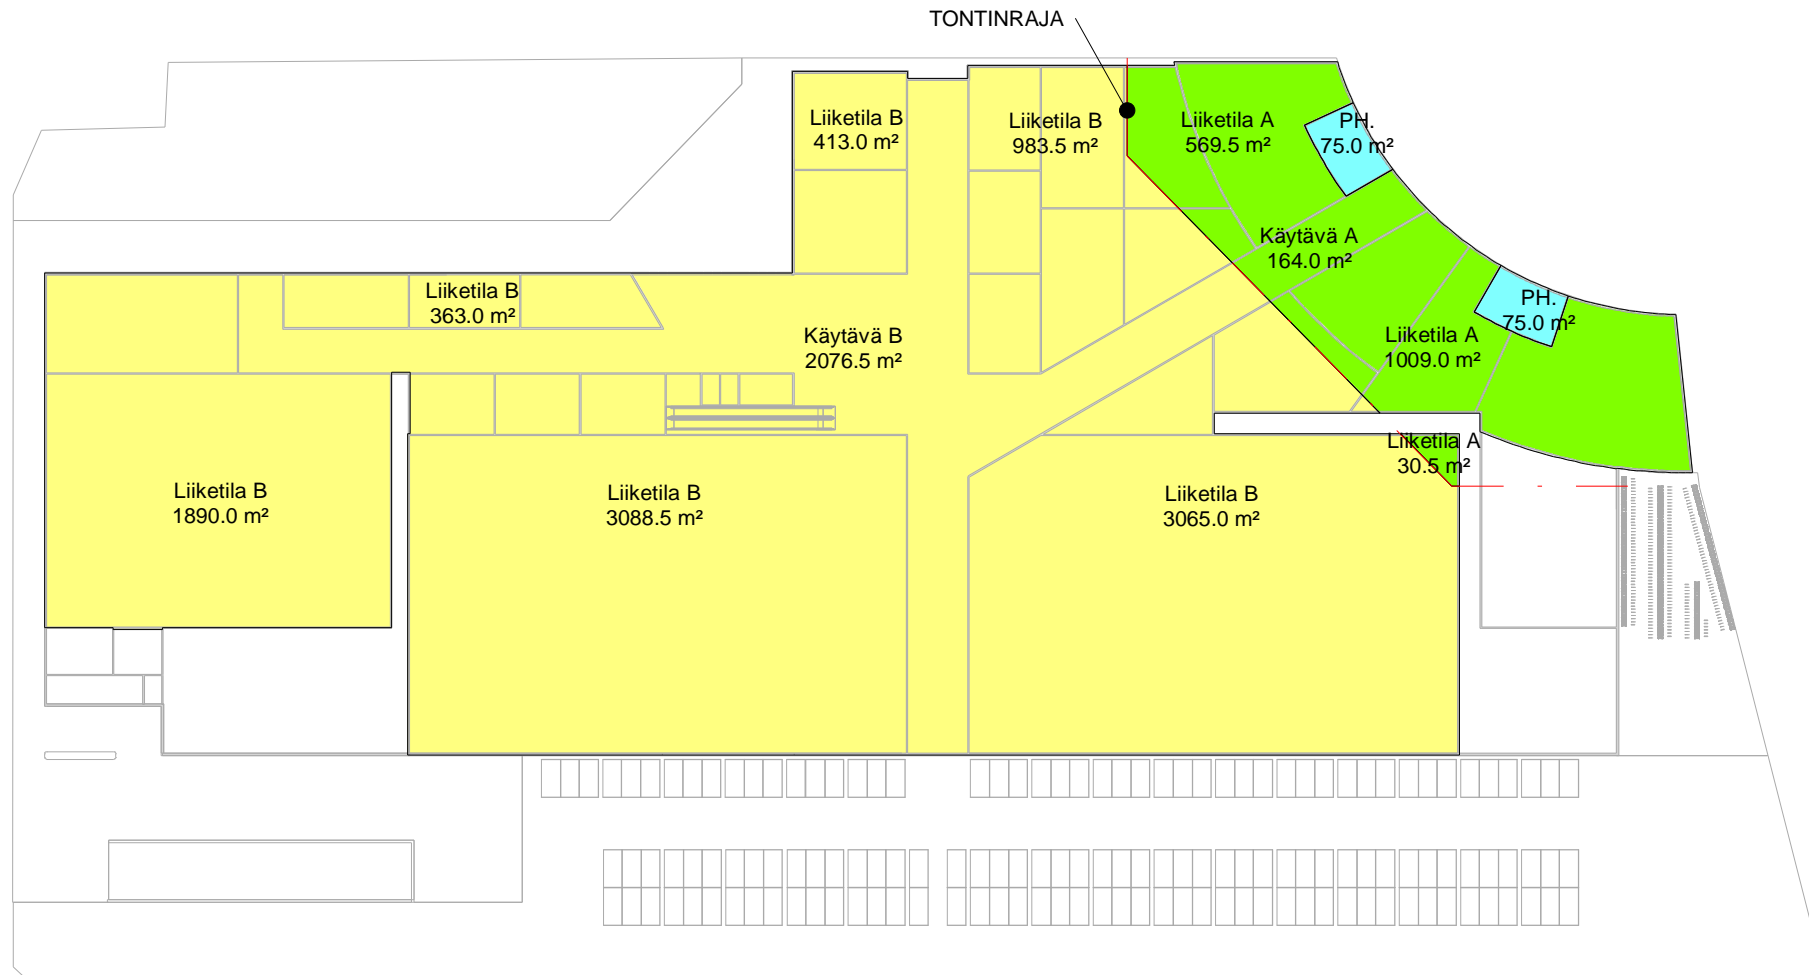 TONTINRAJA
Liiketila B
413.0 m²
Liiketila B
983.5 m²
Liiketila A
569.5 m²
PH.
75.0 m²
Käytävä A
164.0 m²
Liiketila B
363.0 m²
Käytävä B
2076.5 m²
PH.
75.0 m²
Liiketila A
1009.0 m²
Liiketila A
30.5 m²
Liiketila B
1890.0 m²
Liiketila B
3088.5 m²
Liiketila B
3065.0 m²